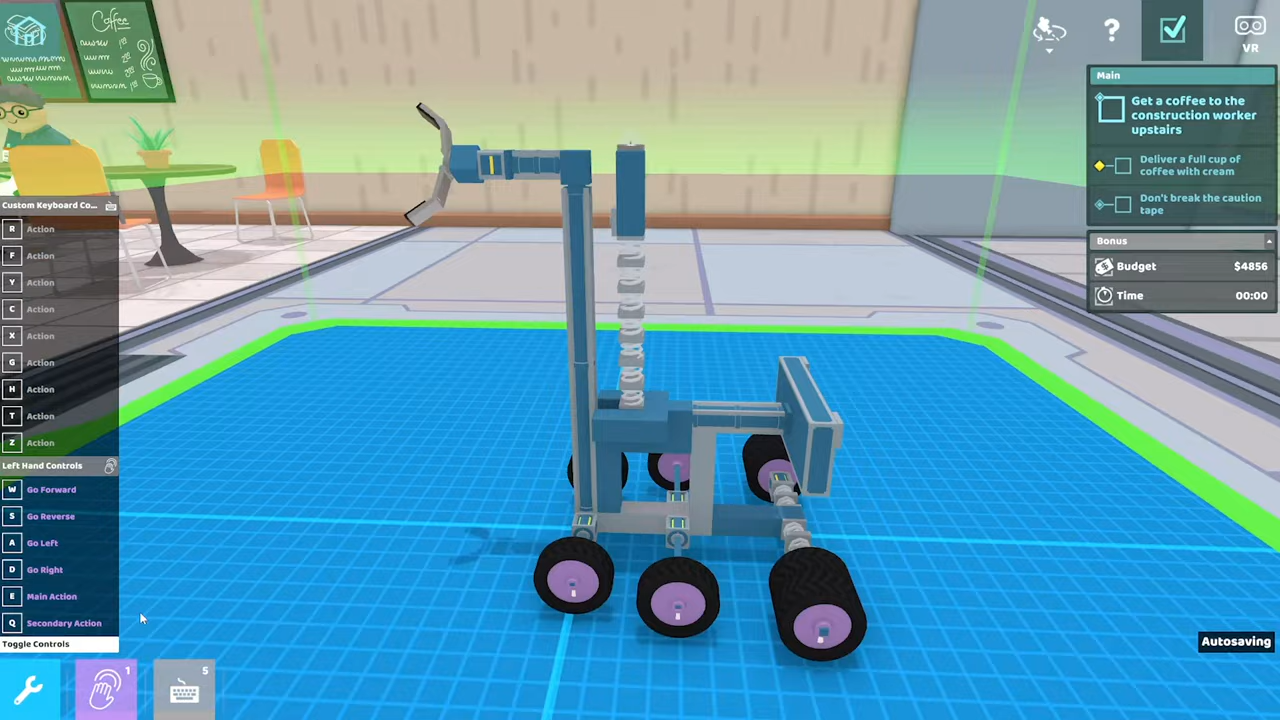 Coffee
VR
Main
Get a coffee to the
construction worker
upstairs
Deliver a full cup of
coffee with cream
Don't break the caution
tape
Bonus
Budget $4856
Time 00:00
Custom Keyboard Co...
R Action
F Action
Y Action
C Action
X Action
G Action
H Action
T Action
Z Action
Left Hand Controls
W Go Forward
S Go Reverse
A Go Left
D Go Right
E Main Action
Q Secondary Action
Toggle Controls
Autosaving
1
5